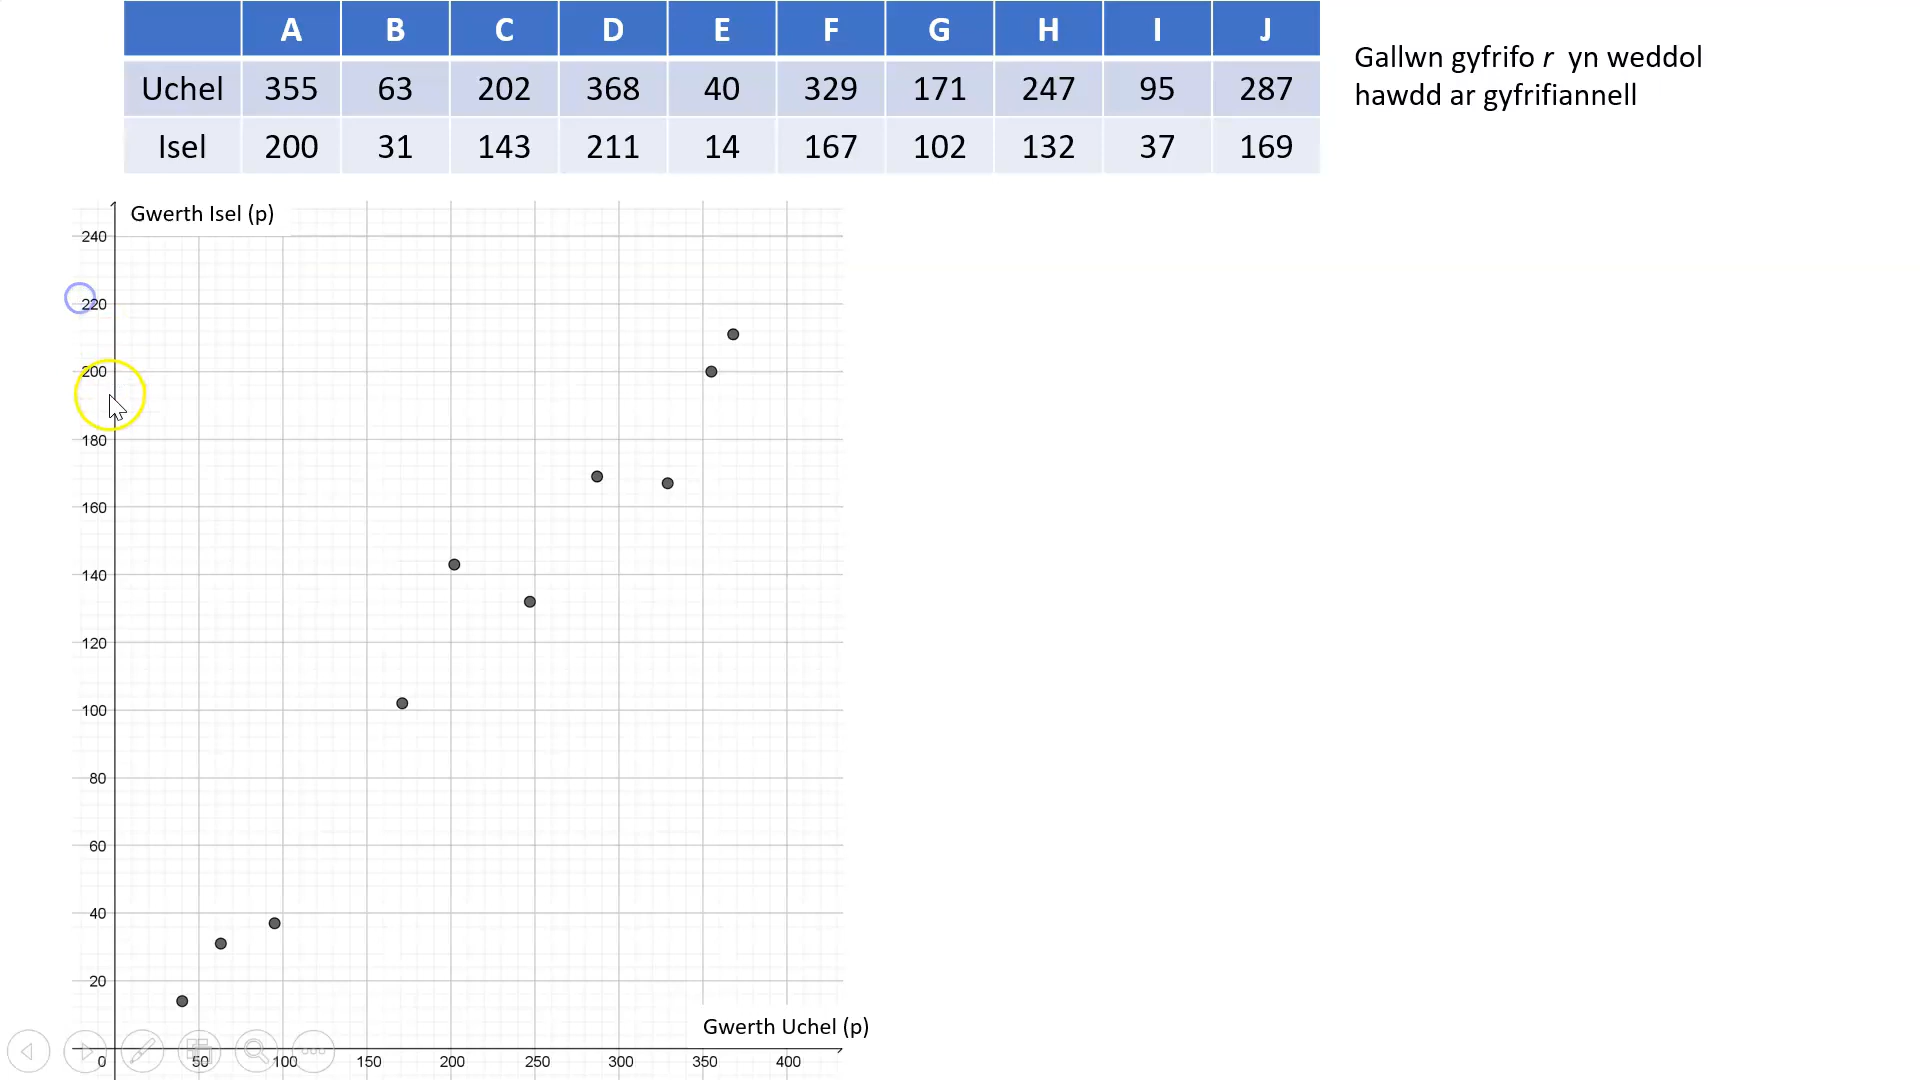 A B C D E F G H I J
Uchel 355 63 202 368 40 329 171 247 95 287
Isel 200 31 143 211 14 167 102 132 37 169
Gallwn gyfrifo r yn weddol
hawdd ar gyfrifiannell
Gwerth Isel (p)
240
220
200
180
160
140
120
100
80
60
40
20
Gwerth Uchel (p)
0 50 100 150 200 250 300 350 400